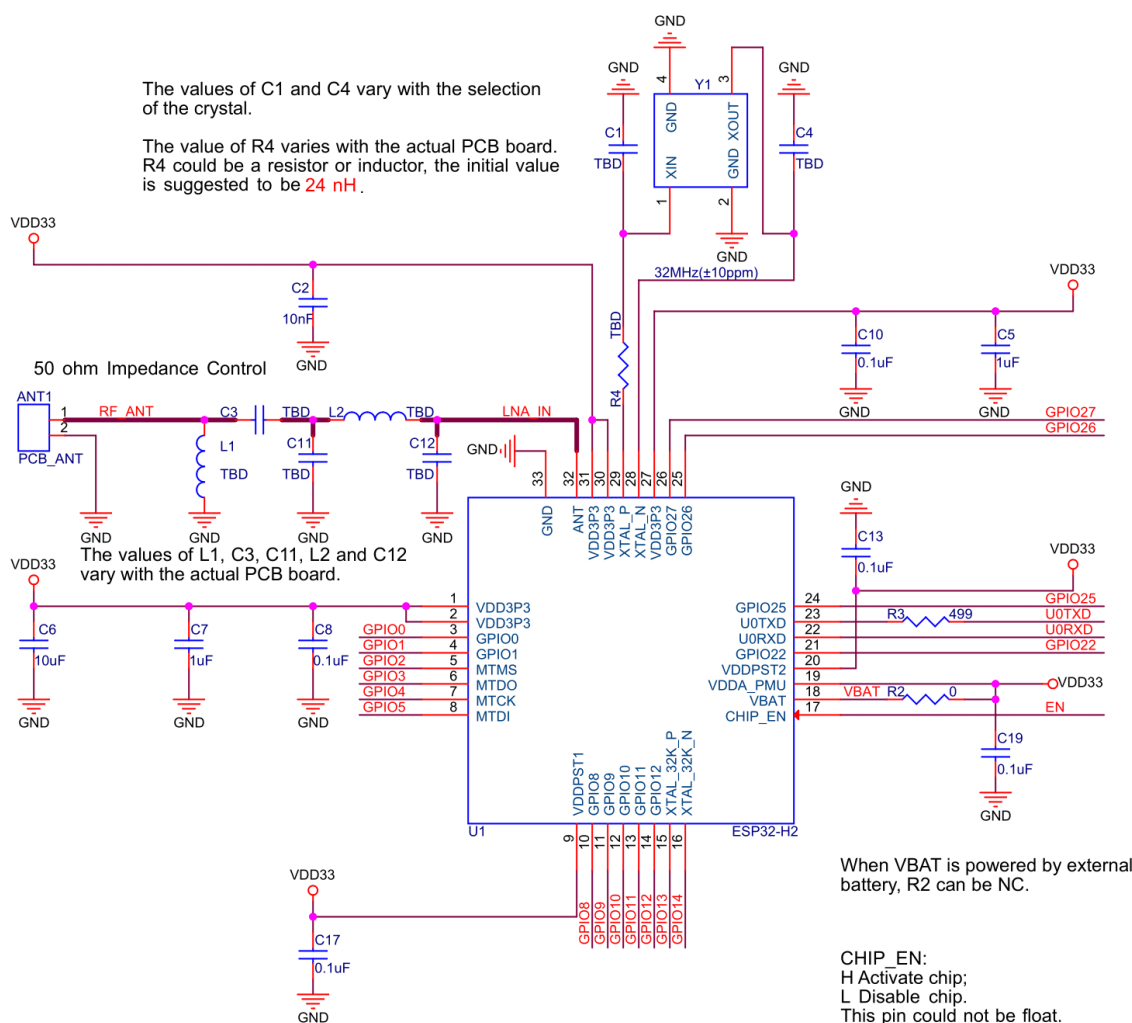 GND
GND
GND
The values of C1 and C4 vary with the selection
of the crystal.
The value of R4 varies with the actual PCB board.
R4 could be a resistor or inductor, the initial value
is suggested to be 24 nH .
4
3
Y1
GND
XOUT
XIN
GND
1
2
C1
TBD
C4
TBD
GND
32MHz(±10ppm)
VDD33
C2
10nF
GND
VDD33
C10
0.1uF
GND
C5
1uF
GND
TBD
R4
50 ohm Impedance Control
ANT1
1
2
PCB_ANT
RF_ANT
GND
L1
TBD
GND
C3
TBD
C11
TBD
GND
L2
TBD
C12
TBD
GND
LNA_IN
GND
GPIO27
GPIO26
33
32
31
30
29
28
27
26
25
GND
ANT
VDD3P3
VDD3P3
XTAL_P
XTAL_N
VDD3P3
GPIO27
GPIO26
The values of L1, C3, C11, L2 and C12
vary with the actual PCB board.
GND
C13
0.1uF
VDD33
VDD33
C6
10uF
GND
C7
1uF
GND
C8
0.1uF
GND
GPIO0
GPIO1
GPIO2
GPIO3
GPIO4
GPIO5
1
2
3
4
5
6
7
8
VDD3P3
VDD3P3
GPIO0
GPIO1
MTMS
MTDO
MTCK
MTDI
GPIO25
U0TXD
U0RXD
GPIO22
VDDPST2
VDDA_PMU
VBAT
CHIP_EN
24
23
22
21
20
19
18
17
R3
499
GPIO25
U0TXD
U0RXD
GPIO22
VDD33
VBAT
R2
0
EN
C19
0.1uF
GND
VDDPST1
GPIO8
GPIO9
GPIO10
GPIO11
GPIO12
XTAL_32K_P
XTAL_32K_N
U1
ESP32-H2
9
10
11
12
13
14
15
16
GPIO8
GPIO9
GPIO10
GPIO11
GPIO12
GPIO13
GPIO14
VDD33
C17
0.1uF
GND
When VBAT is powered by external
battery, R2 can be NC.
CHIP_EN:
H Activate chip;
L Disable chip.
This pin could not be float.